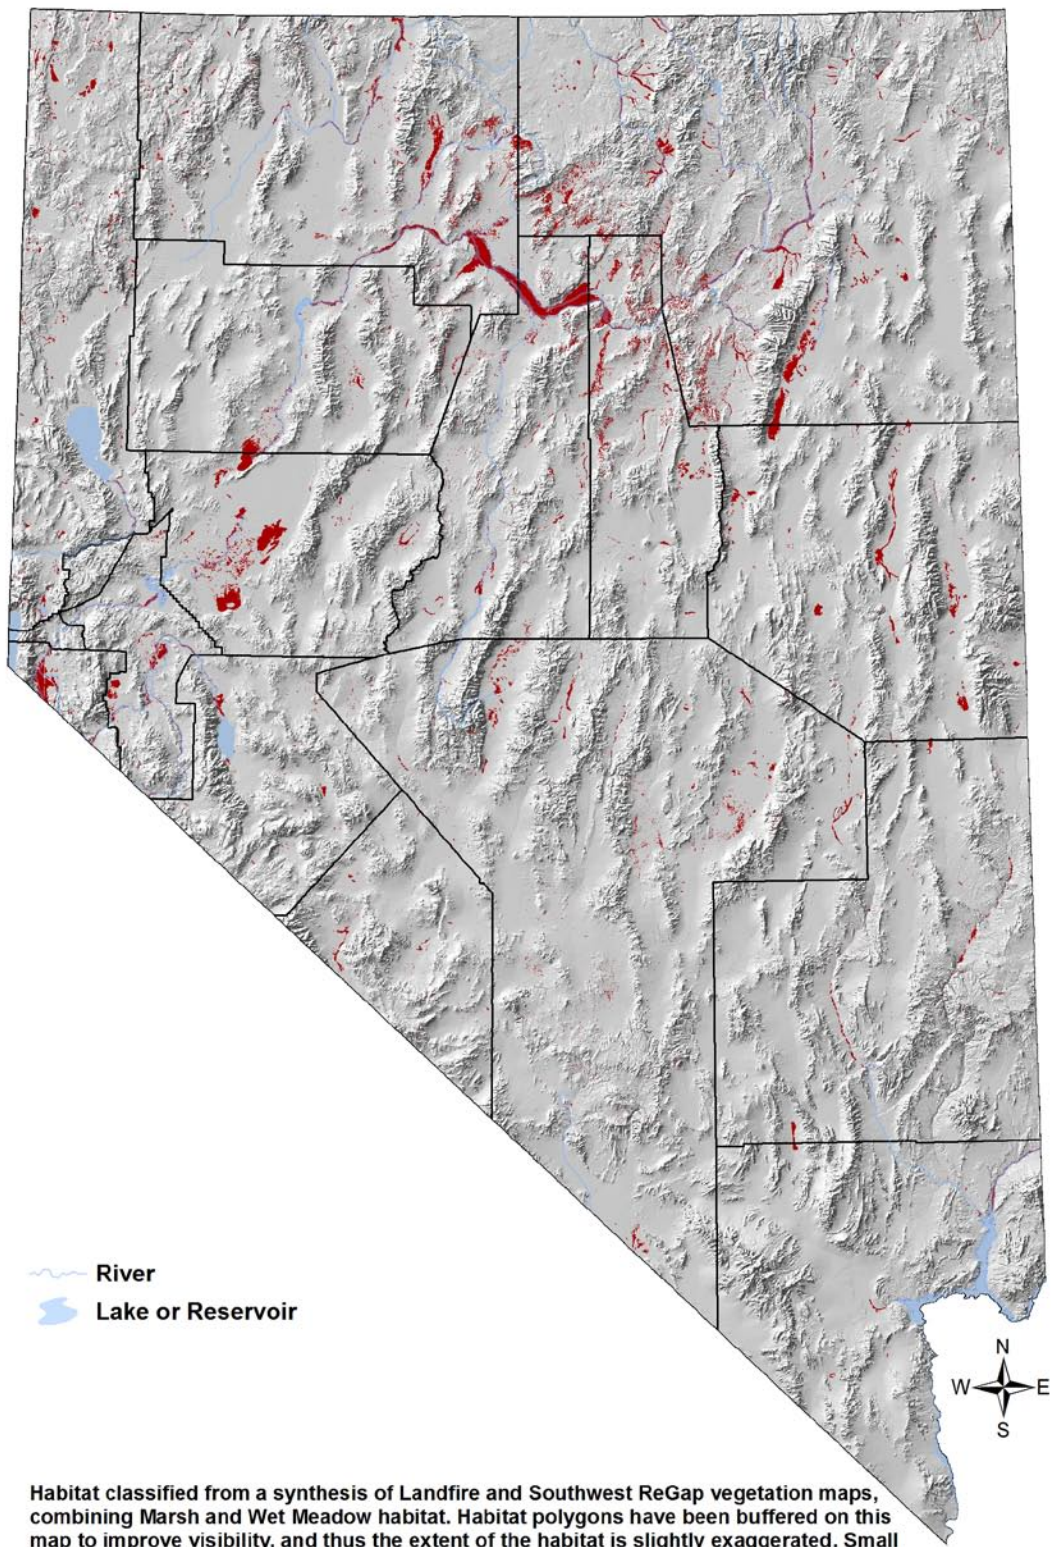 River
Lake or Reservoir
N
W E
S
Habitat classified from a synthesis of Landfire and Southwest ReGap vegetation maps,
combining Marsh and Wet Meadow habitat. Habitat polygons have been buffered on this
map to improve visibility, and thus the extent of the habitat is slightly exaggerated. Small